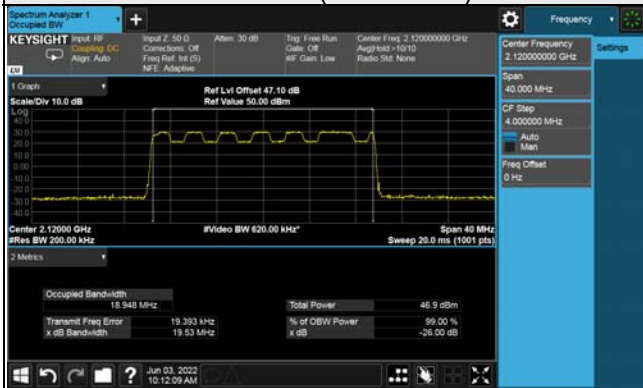 Spectrum Analyzer 1
Occupied BW
Frequency
KEYSIGHT
Input: RF
Coupling: DC
Align: Auto
Input Z: 50 Ω
Corrections: Off
Freq Ref: Int (S)
NFE: Adaptive
Atten: 30 dB
Trig: Free Run
Gate: Off
#IF Gain: Low
Center Freq: 2.120000000 GHz
Avg|Hold:>10/10
Radio Std: None
LM
Center Frequency
2.120000000 GHz
Settings
Span
40.000 MHz
CF Step
4.000000 MHz
Auto
Man
Freq Offset
0 Hz
1 Graph
Scale/Div 10.0 dB
Ref Lvl Offset 47.10 dB
Ref Value 50.00 dBm
Log
40.0
30.0
20.0
10.0
0.00
-10.0
-20.0
-30.0
-40.0
Center 2.12000 GHz
#Res BW 200.00 kHz
#Video BW 620.00 kHz*
Span 40 MHz
Sweep 20.0 ms (1001 pts)
2 Metrics
Occupied Bandwidth
18.948 MHz
Total Power 46.9 dBm
Transmit Freq Error 19.393 kHz
% of OBW Power 99.00 %
x dB Bandwidth 19.53 MHz
x dB -26.00 dB
?
Jun 03, 2022
10:12:09 AM